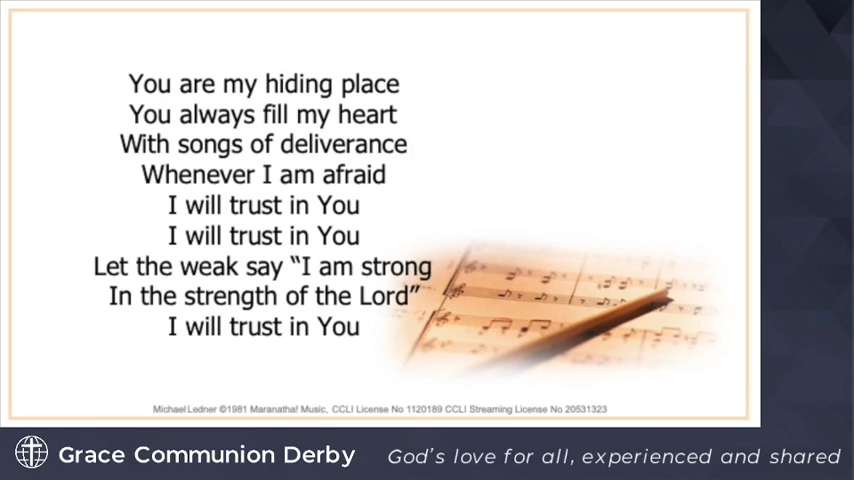 You are my hiding place
You always fill my heart
With songs of deliverance
Whenever I am afraid
I will trust in You
I will trust in You
Let the weak say “I am strong
In the strength of the Lord”
I will trust in You
Michael Ledner ©1981 Maranatha! Music, CCLI License No 1120189 CCLI Streaming License No 20531323
Grace Communion Derby God's love for all, experienced and shared